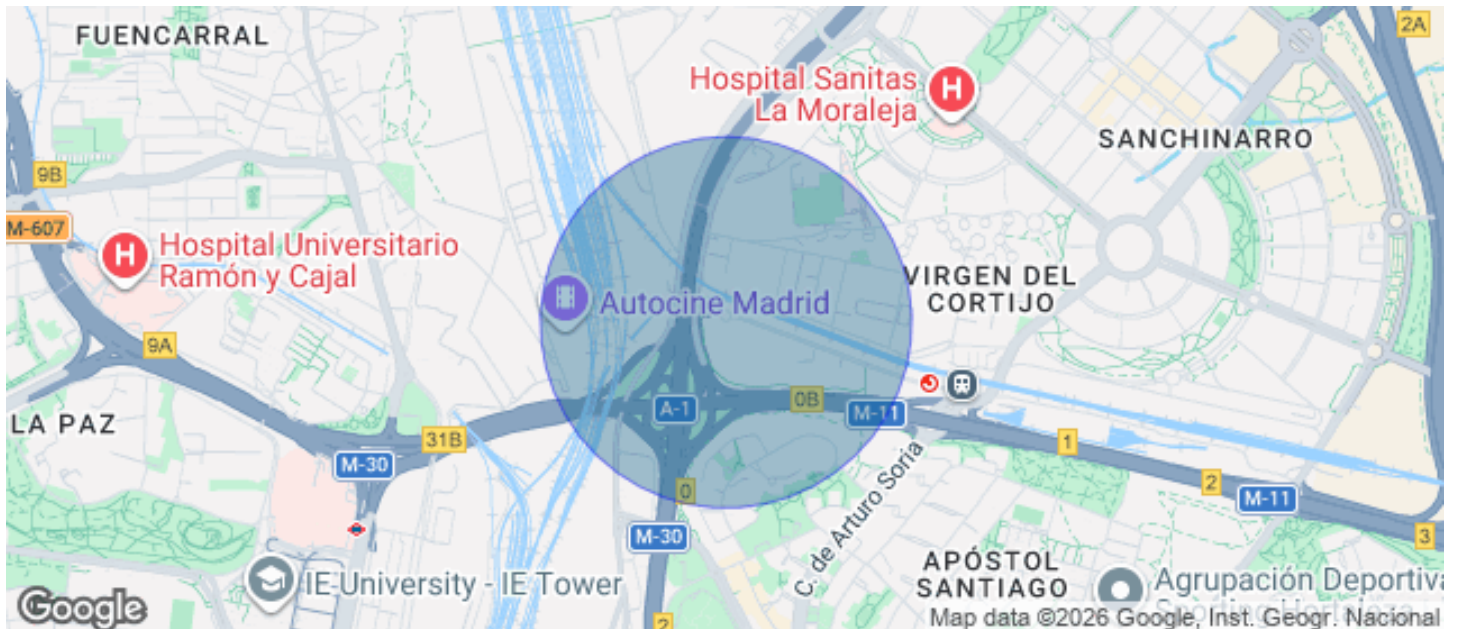 FUENCARRAL
2A
Hospital Sanitas
La Moraleja
H
SANCHINARRO
9B
M-607
H
Hospital Universitario
Ramón y Cajal
VIRGEN DEL
CORTIJO
Autocine Madrid
9A
0B
A-1
M-11
LA PAZ
31B
1
M-30
C. de Arturo Soria
2
M-11
0
M-30
3
APÓSTOL
SANTIAGO
IE University - IE Tower
Agrupación Deportiva
2
Google
Map data ©2026 Google, Inst. Geogr. Nacional